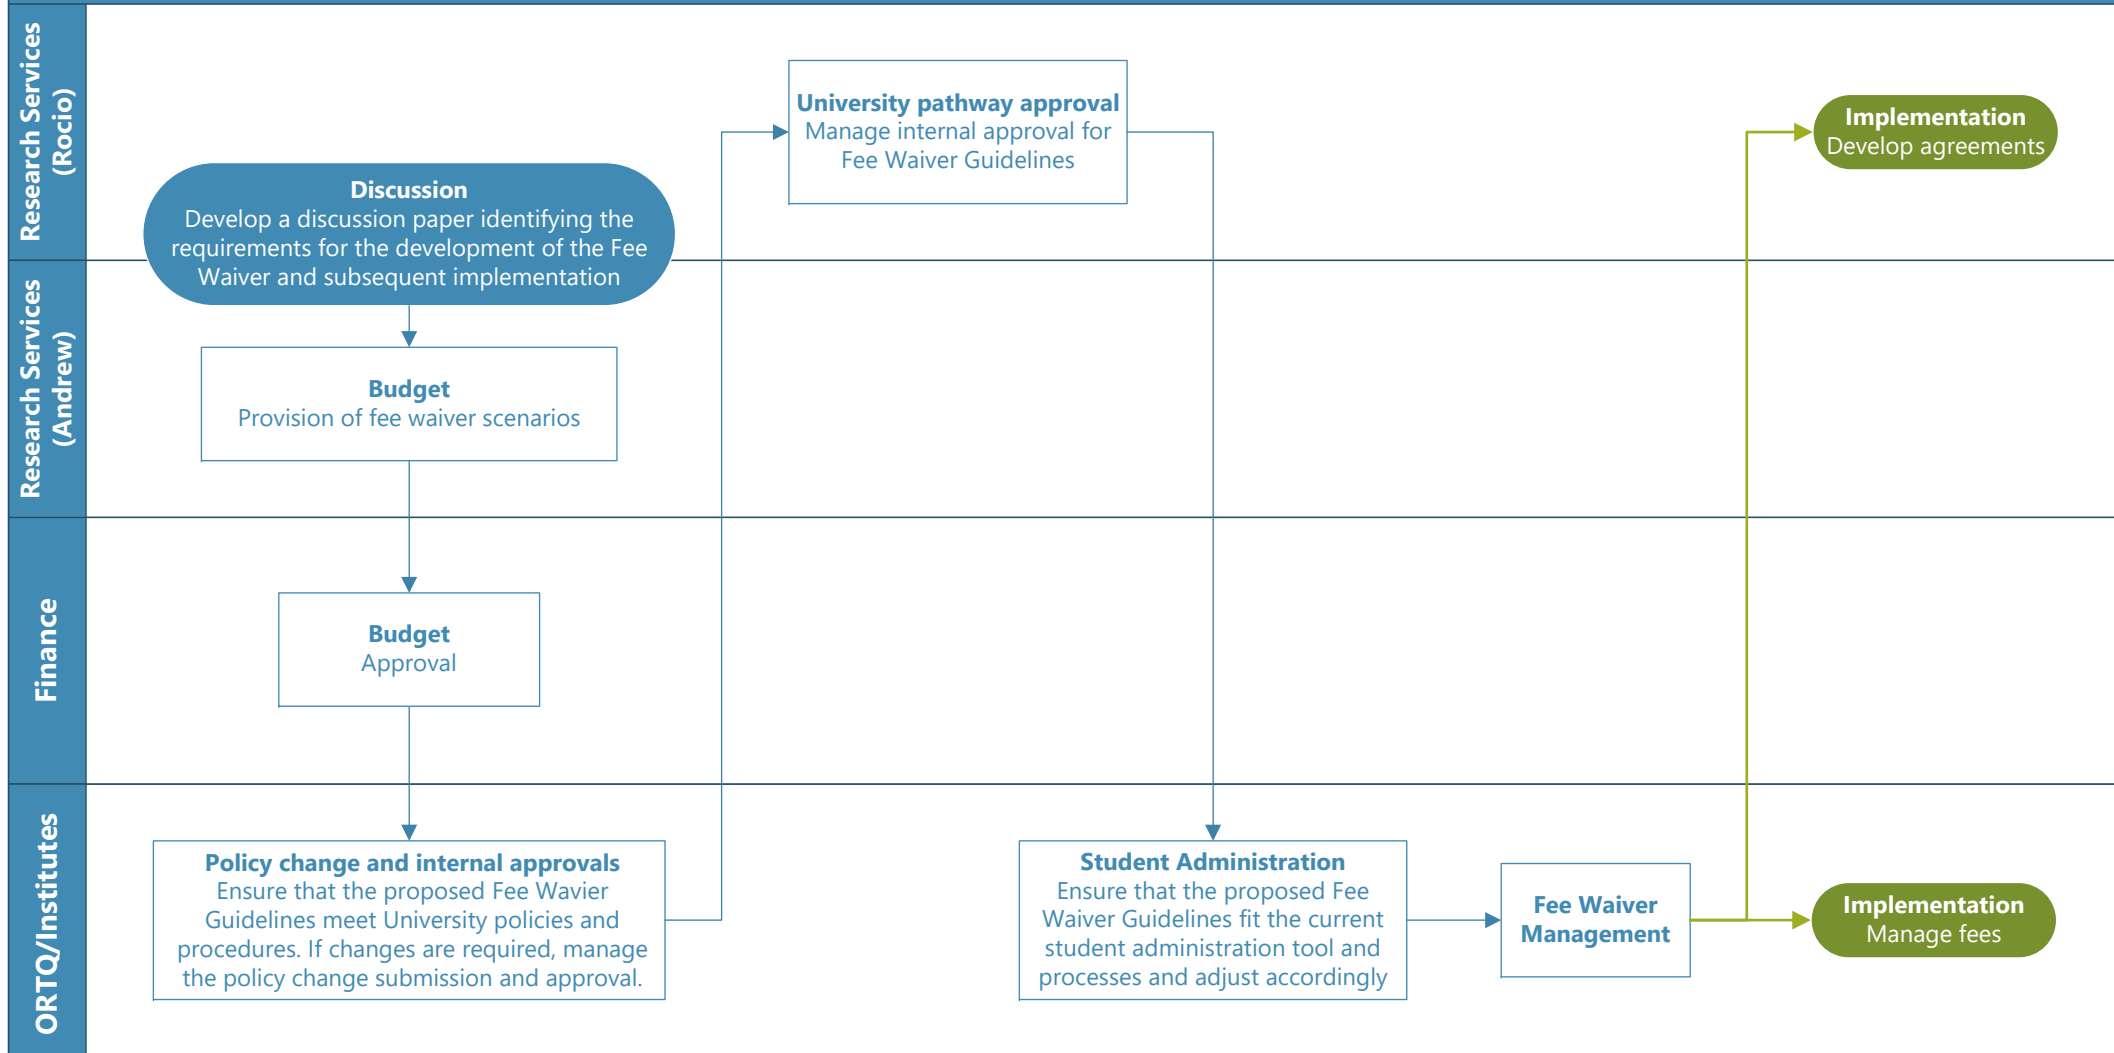 Research Services
(Rocio)
University pathway approval
Manage internal approval for
Fee Waiver Guidelines
Implementation
Develop agreements
Discussion
Develop a discussion paper identifying the
requirements for the development of the Fee
Waiver and subsequent implementation
Research Services
(Andrew)
Budget
Provision of fee waiver scenarios
Finance
Budget
Approval
ORTQ/Institutes
Policy change and internal approvals
Ensure that the proposed Fee Wavier
Guidelines meet University policies and
procedures. If changes are required, manage
the policy change submission and approval.
Student Administration
Ensure that the proposed Fee
Waiver Guidelines fit the current
student administration tool and
processes and adjust accordingly
Fee Waiver
Management
Implementation
Manage fees